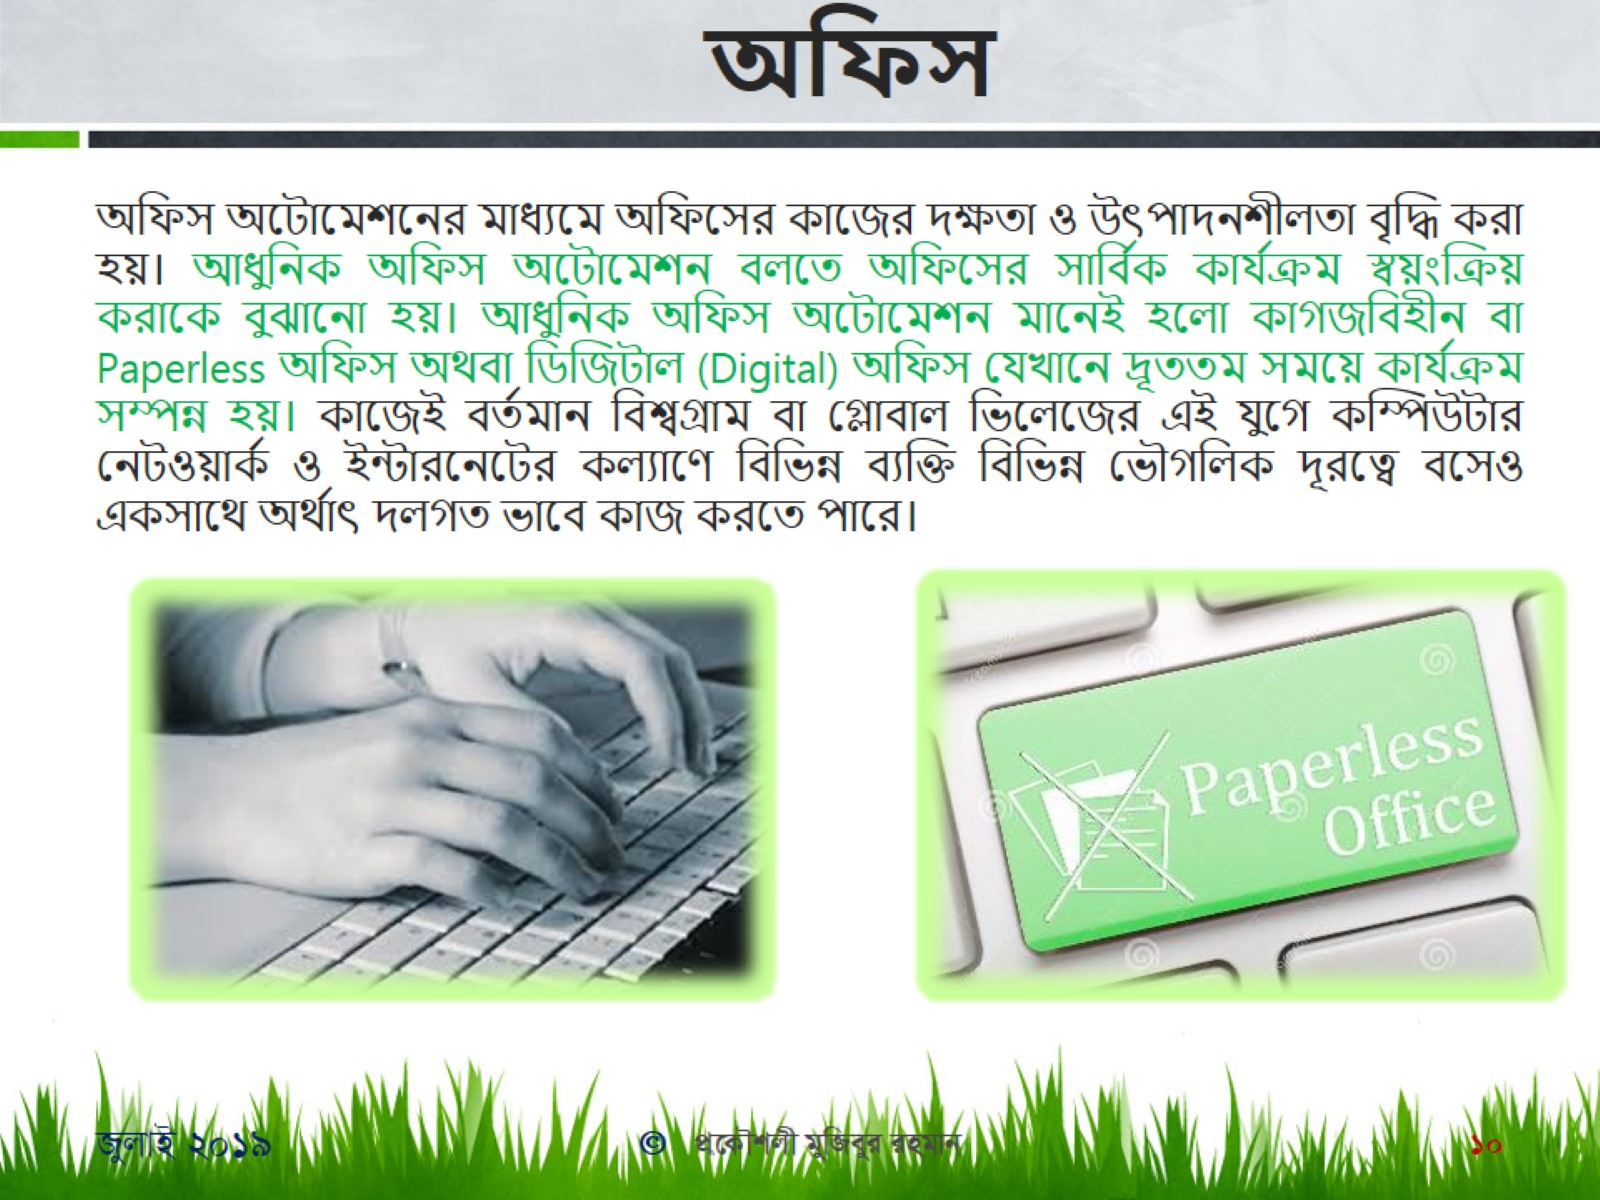 অফিস
অফিস অটোমেশনের মাধ্যমে অফিসের কাজের দক্ষতা ও উৎপাদনশীলতা বৃদ্ধি করা
হয়। আধুনিক অফিস অটোমেশন বলতে অফিসের সার্বিক কার্যক্রম স্বয়ংক্রিয়
করাকে বুঝানো হয়। আধুনিক অফিস অটোমেশন মানেই হলো কাগজবিহীন বা
Paperless অফিস অথবা ডিজিটাল (Digital) অফিস যেখানে দ্রূততম সময়ে কার্যক্রম
সম্পন্ন হয়। কাজেই বর্তমান বিশ্বগ্রাম বা গ্লোবাল ভিলেজের এই যুগে কম্পিউটার
নেটওয়ার্ক ও ইন্টারনেটের কল্যাণে বিভিন্ন ব্যক্তি বিভিন্ন ভৌগলিক দূরত্বে বসেও
একসাথে অর্থাৎ দলগত ভাবে কাজ করতে পারে।
Paperless
Office
জুলাই ২০১৯ © প্রকৌশলী মুজিবুর রহমান ১০